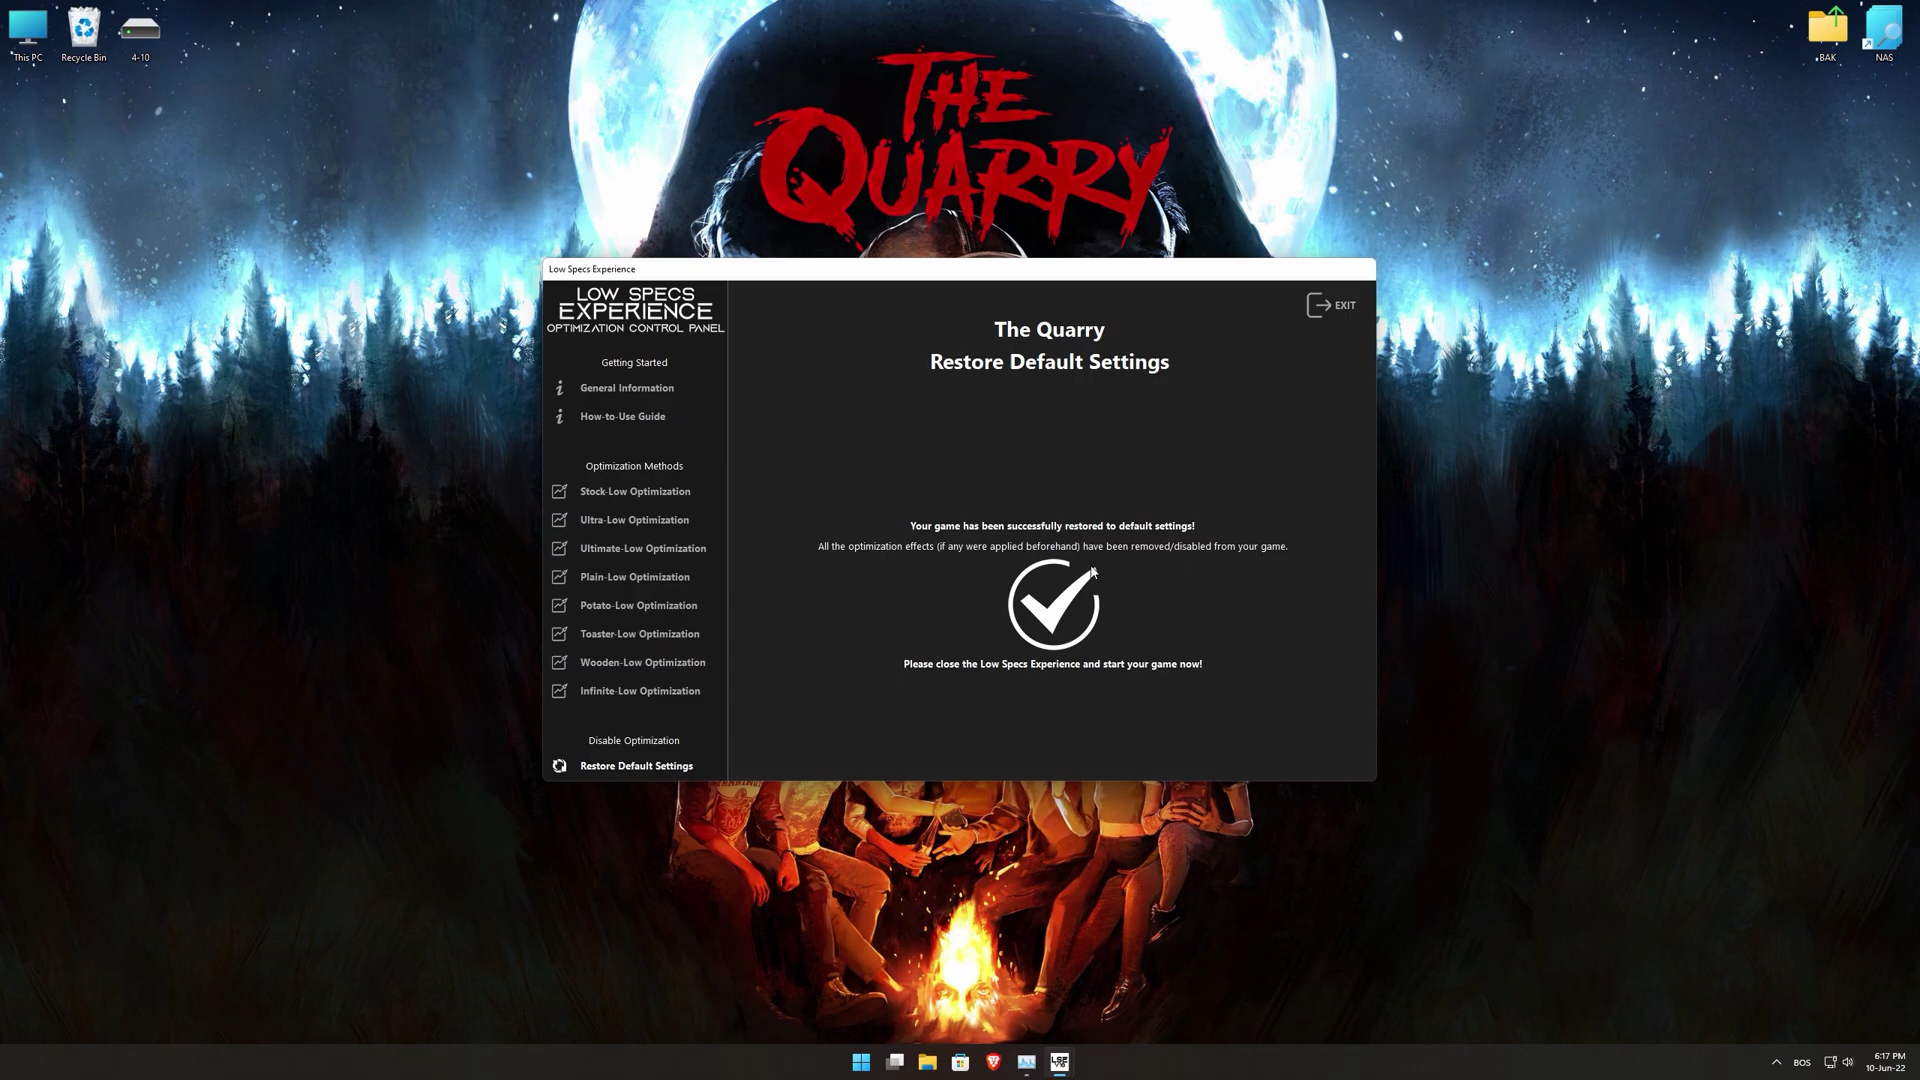 This PC
Recycle Bin
4-10
BAK
NAS
THE
QUARRY
Low Specs Experience
LOW SPECS
EXPERIENCE
OPTIMIZATION CONTROL PANEL
Getting Started
General Information
How-to-Use Guide
Optimization Methods
Stock-Low Optimization
Ultra-Low Optimization
Ultimate-Low Optimization
Plain-Low Optimization
Potato-Low Optimization
Toaster-Low Optimization
Wooden-Low Optimization
Infinite-Low Optimization
Disable Optimization
Restore Default Settings
EXIT
The Quarry
Restore Default Settings
Your game has been successfully restored to default settings!
All the optimization effects (if any were applied beforehand) have been removed/disabled from your game.
Please close the Low Specs Experience and start your game now!
LSE
BOS
6:17 PM
10-Jun-22